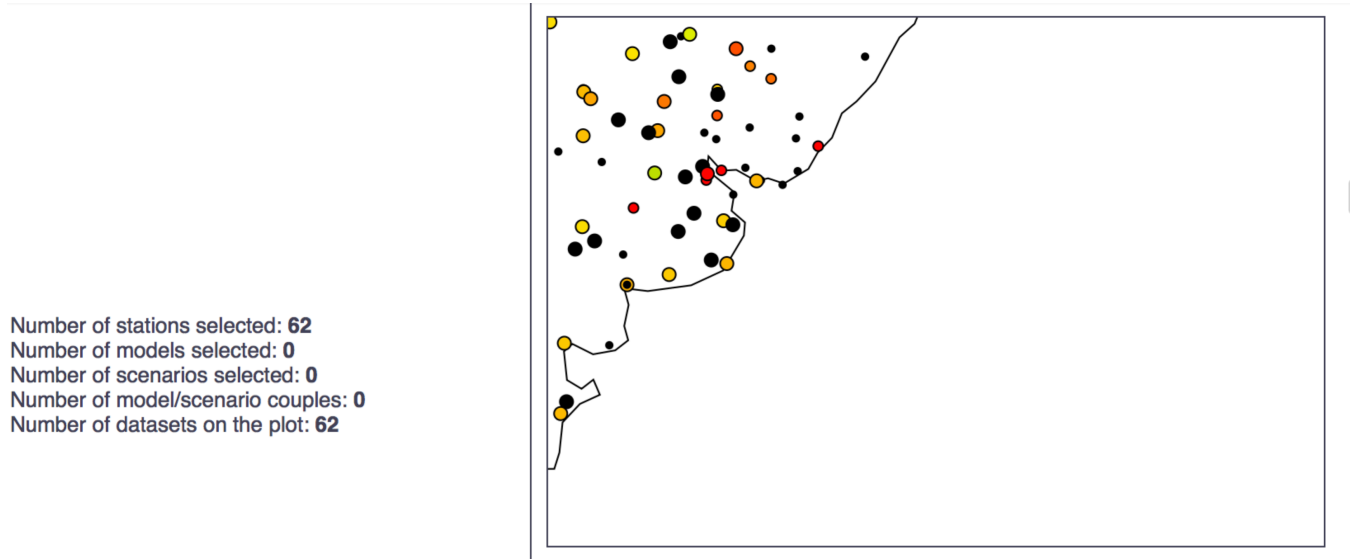 Number of stations selected: 62
Number of models selected: 0
Number of scenarios selected: 0
Number of model/scenario couples: 0
Number of datasets on the plot: 62